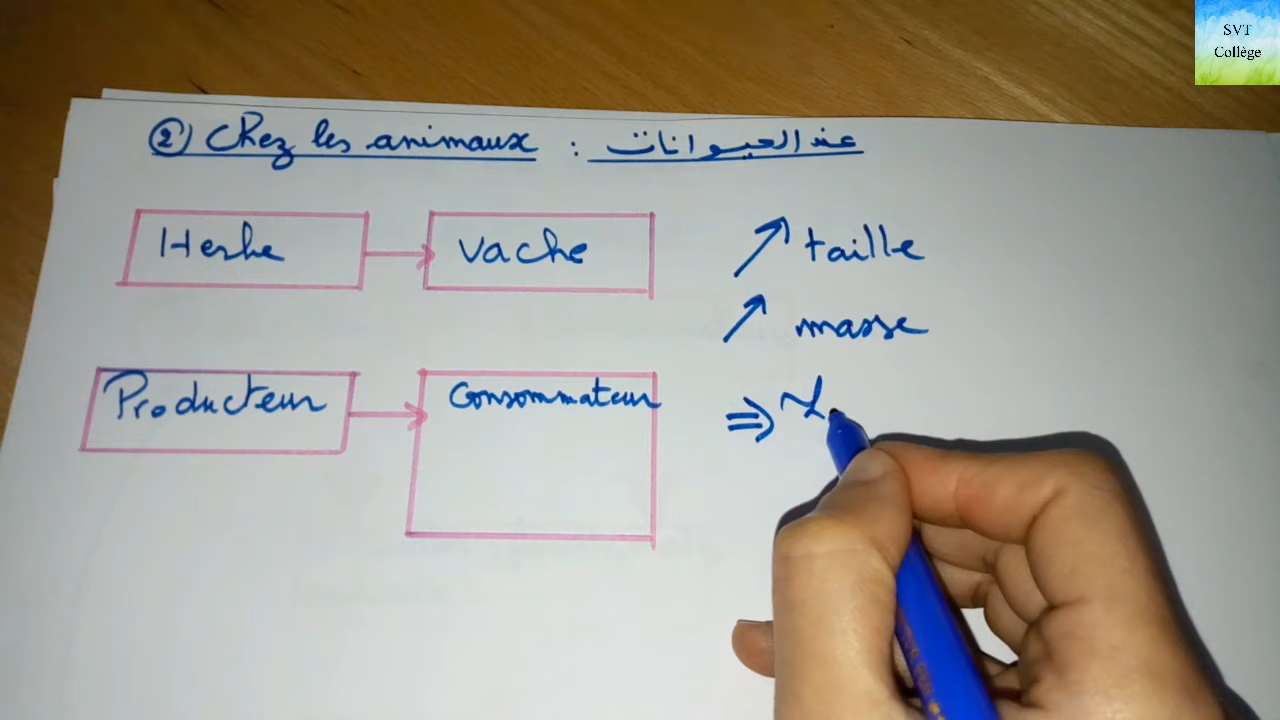 SVT
Collège
② Chez les animaux : عند الحيوانات
Herbe → Vache ↗ taille
↗ masse
Producteur → Consommateur ⇒